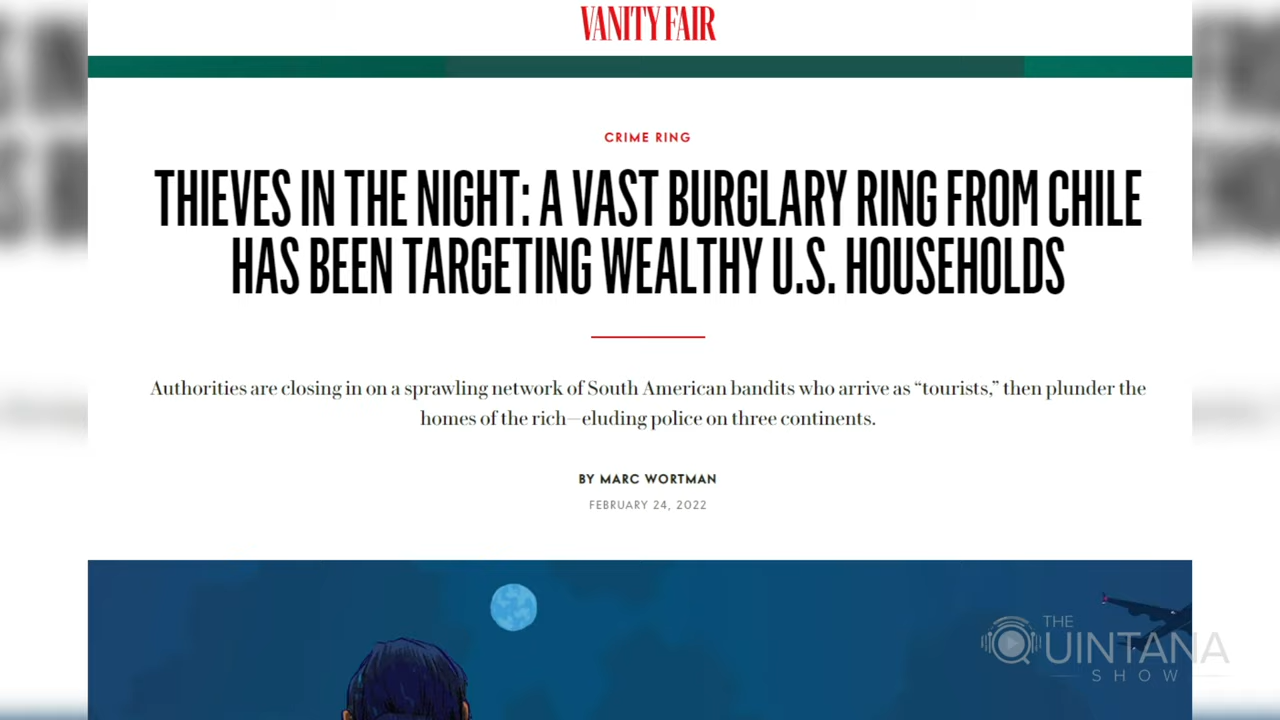 VANITY FAIR
CRIME RING
THIEVES IN THE NIGHT: A VAST BURGLARY RING FROM CHILE
HAS BEEN TARGETING WEALTHY U.S. HOUSEHOLDS
Authorities are closing in on a sprawling network of South American bandits who arrive as “tourists,” then plunder the
homes of the rich—eluding police on three continents.
BY MARC WORTMAN
FEBRUARY 24, 2022
THE
QUINTANA
SHOW